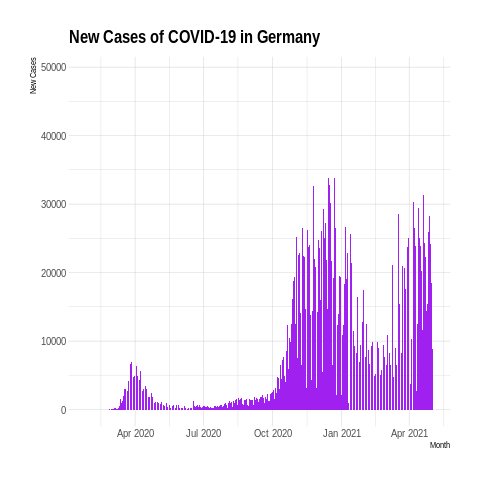 New Cases of COVID-19 in Germany
New Cases
50000
40000
30000
20000
10000
0
Apr 2020 Jul 2020 Oct 2020 Jan 2021 Apr 2021
Month